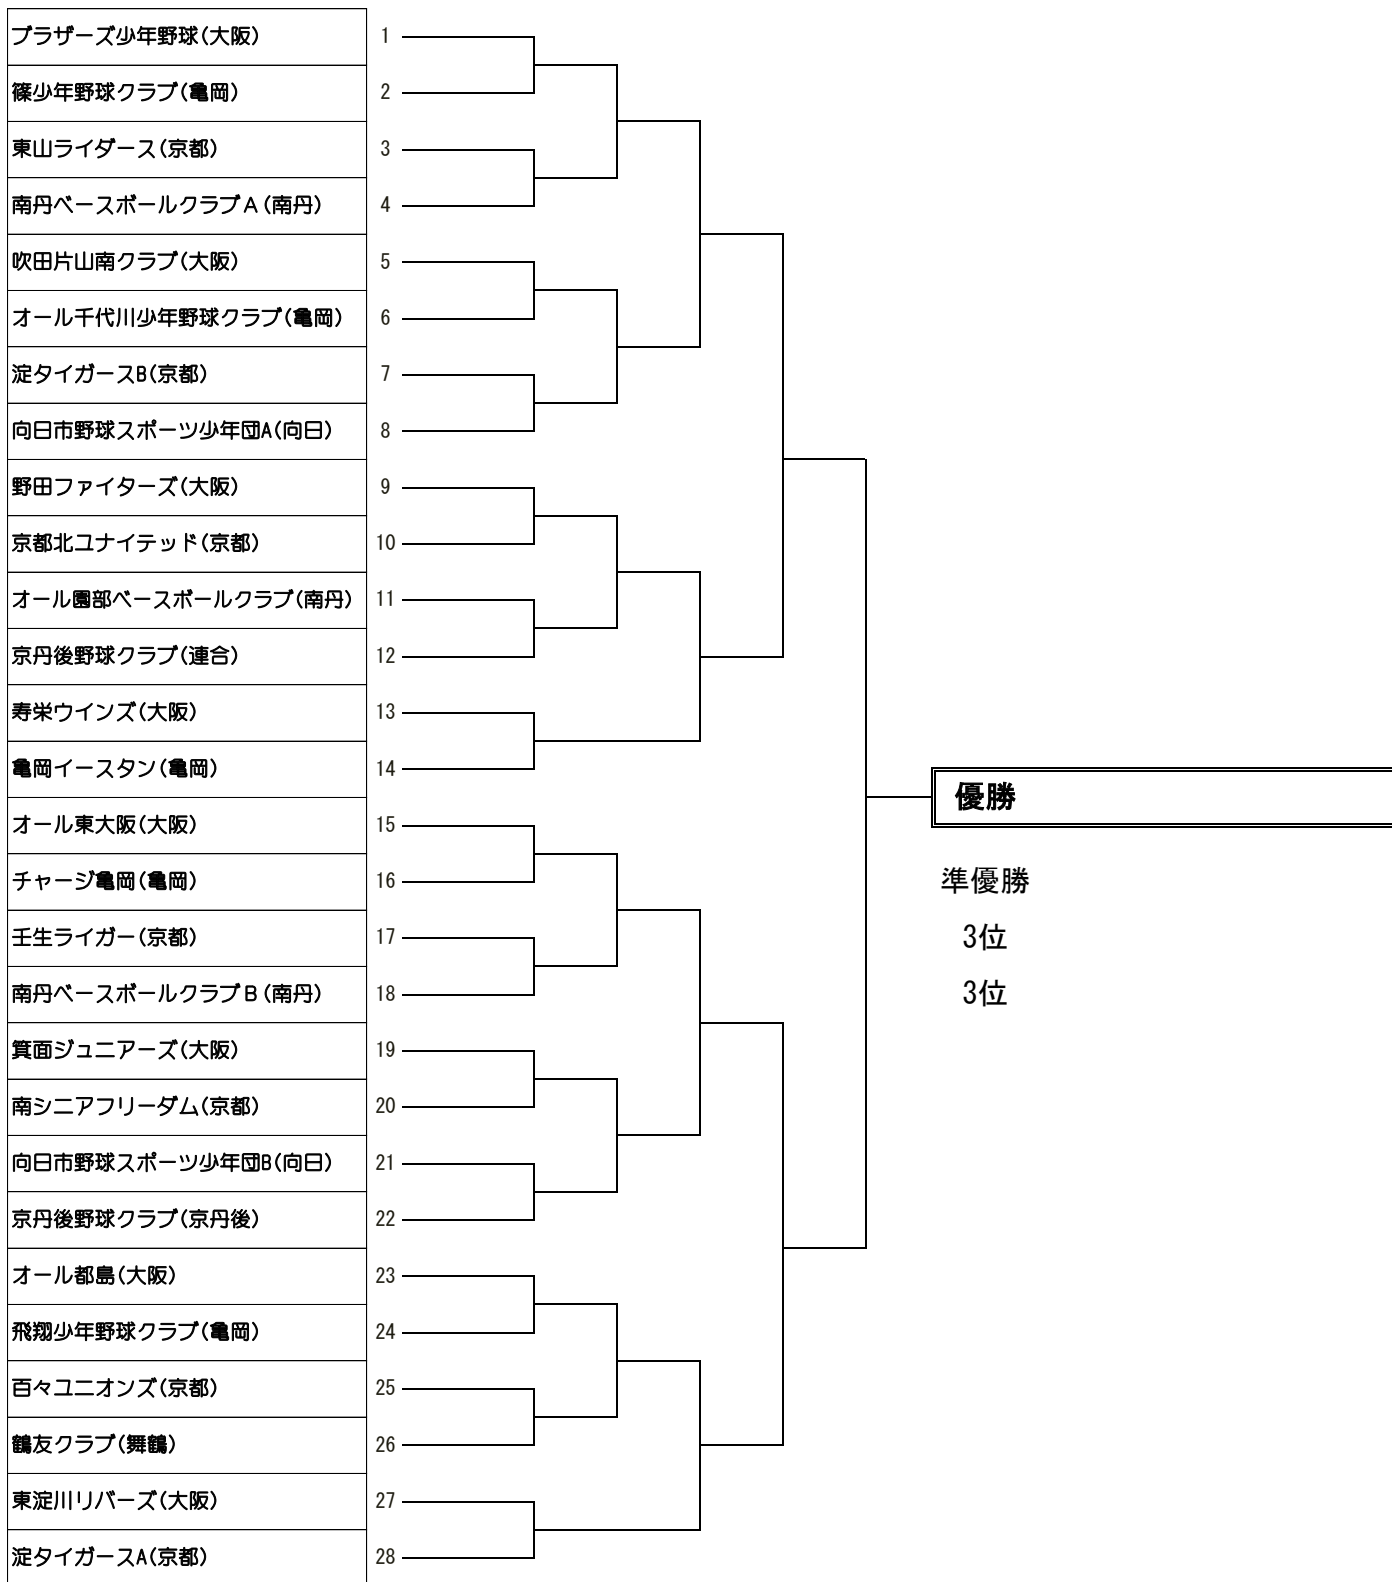 ブラザーズ少年野球(大阪) 1
篠少年野球クラブ(亀岡) 2
東山ライダース(京都) 3
南丹ベースボールクラブA(南丹) 4
吹田片山南クラブ(大阪) 5
オール千代川少年野球クラブ(亀岡) 6
淀タイガースB(京都) 7
向日市野球スポーツ少年団A(向日) 8
野田ファイターズ(大阪) 9
京都北ユナイテッド(京都) 10
オール園部ベースボールクラブ(南丹) 11
京丹後野球クラブ(連合) 12
寿栄ウインズ(大阪) 13
亀岡イースタン(亀岡) 14
優勝
オール東大阪(大阪) 15
チャージ亀岡(亀岡) 16
準優勝
壬生ライガー(京都) 17
3位
南丹ベースボールクラブB(南丹) 18
3位
箕面ジュニアーズ(大阪) 19
南シニアフリーダム(京都) 20
向日市野球スポーツ少年団B(向日) 21
京丹後野球クラブ(京丹後) 22
オール都島(大阪) 23
飛翔少年野球クラブ(亀岡) 24
百々ユニオンズ(京都) 25
鶴友クラブ(舞鶴) 26
東淀川リバーズ(大阪) 27
淀タイガースA(京都) 28